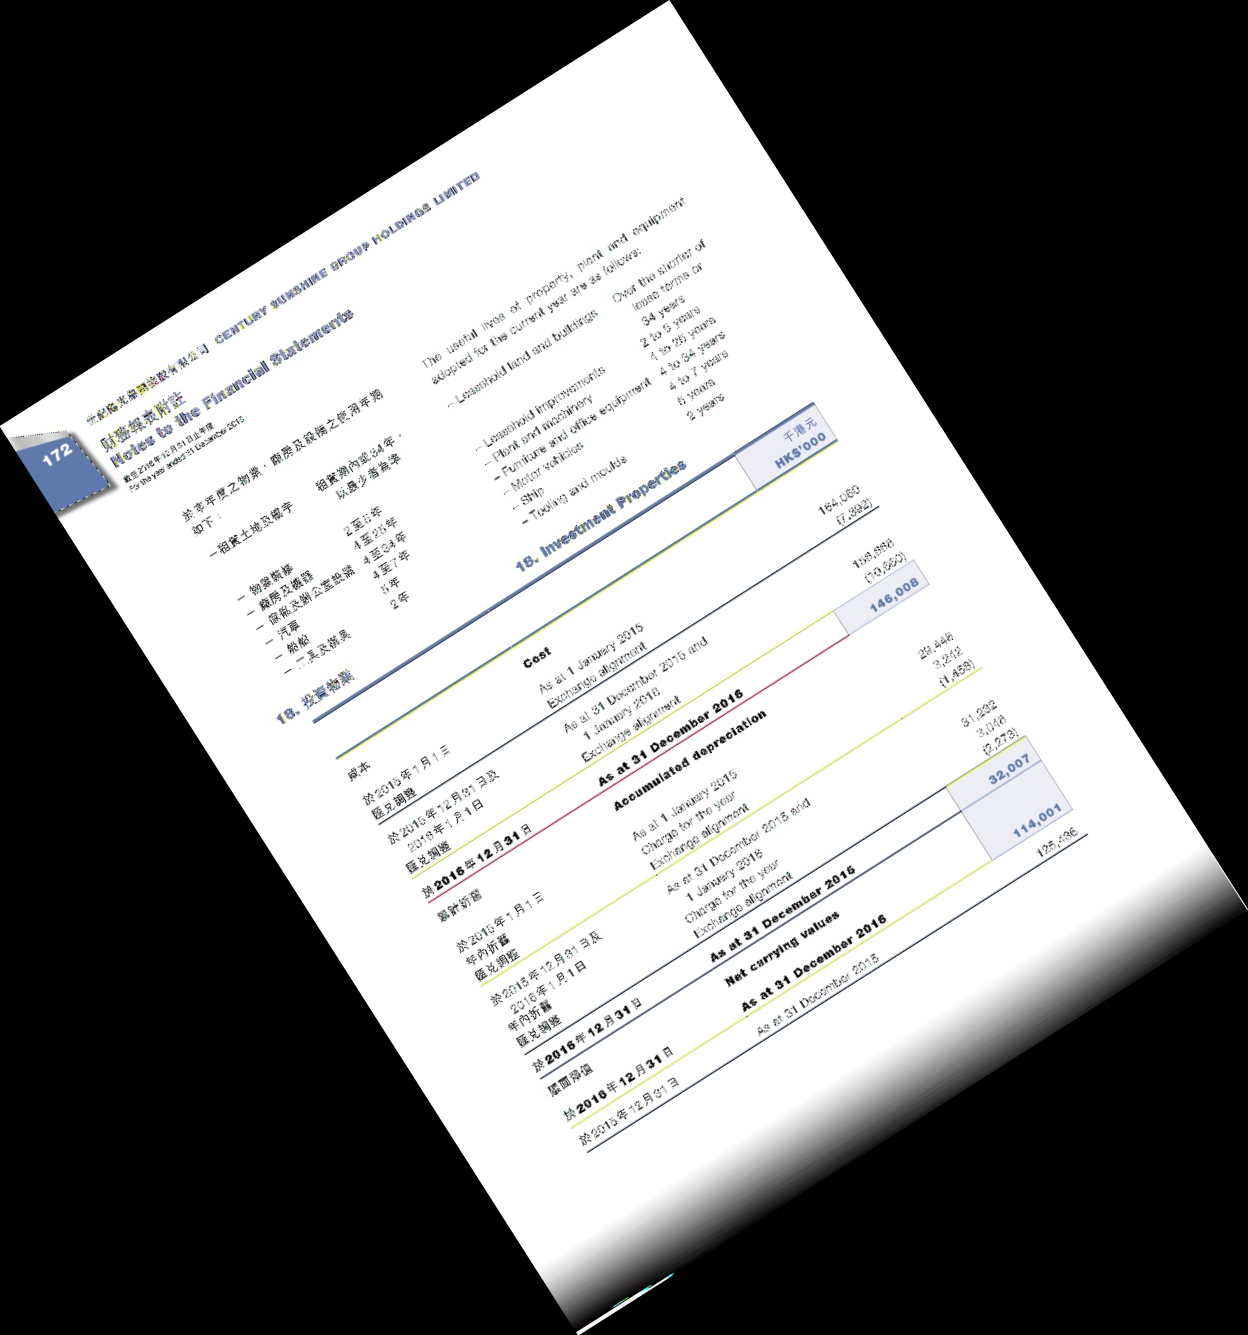 世紀陽光集團控股有限公司 CENTURY SUNSHINE GROUP HOLDINGS LIMITED
172
財務報表附註
Notes to the Financial Statements
截至2016年12月31日止年度
For the year ended 31 December 2016
於本年度之物業、廠房及設備之使用年期
如下：
– 租賃土地及樓宇 租賃期內或34年，
以最少者為準
– 物業裝修 2至5年
– 廠房及機器 4至25年
– 傢俬及辦公室設備 4至34年
– 汽車 4至7年
– 船舶 5年
– 工具及模具 2年
The useful lives of property, plant and equipment
adopted for the current year are as follows:
– Leasehold land and buildings Over the shorter of
lease terms or
34 years
– Leasehold improvements 2 to 5 years
– Plant and machinery 4 to 25 years
– Furniture and office equipment 4 to 34 years
– Motor vehicles 4 to 7 years
– Ship 5 years
– Tooling and moulds 2 years
18. 投資物業 18. Investment Properties
千港元
HK$'000
成本 Cost
於2015年1月1日 As at 1 January 2015 164,060
匯兌調整 Exchange alignment (7,392)
於2015年12月31日及 As at 31 December 2015 and
2016年1月1日 1 January 2016 156,668
匯兌調整 Exchange alignment (10,660)
於2016年12月31日 As at 31 December 2016 146,008
累計折舊 Accumulated depreciation
於2015年1月1日 As at 1 January 2015 29,448
年內折舊 Charge for the year 3,242
匯兌調整 Exchange alignment (1,458)
於2015年12月31日及 As at 31 December 2015 and
2016年1月1日 1 January 2016 31,232
年內折舊 Charge for the year 3,048
匯兌調整 Exchange alignment (2,273)
於2016年12月31日 As at 31 December 2016 32,007
賬面淨值 Net carrying values
於2016年12月31日 As at 31 December 2016 114,001
於2015年12月31日 As at 31 December 2015 125,436